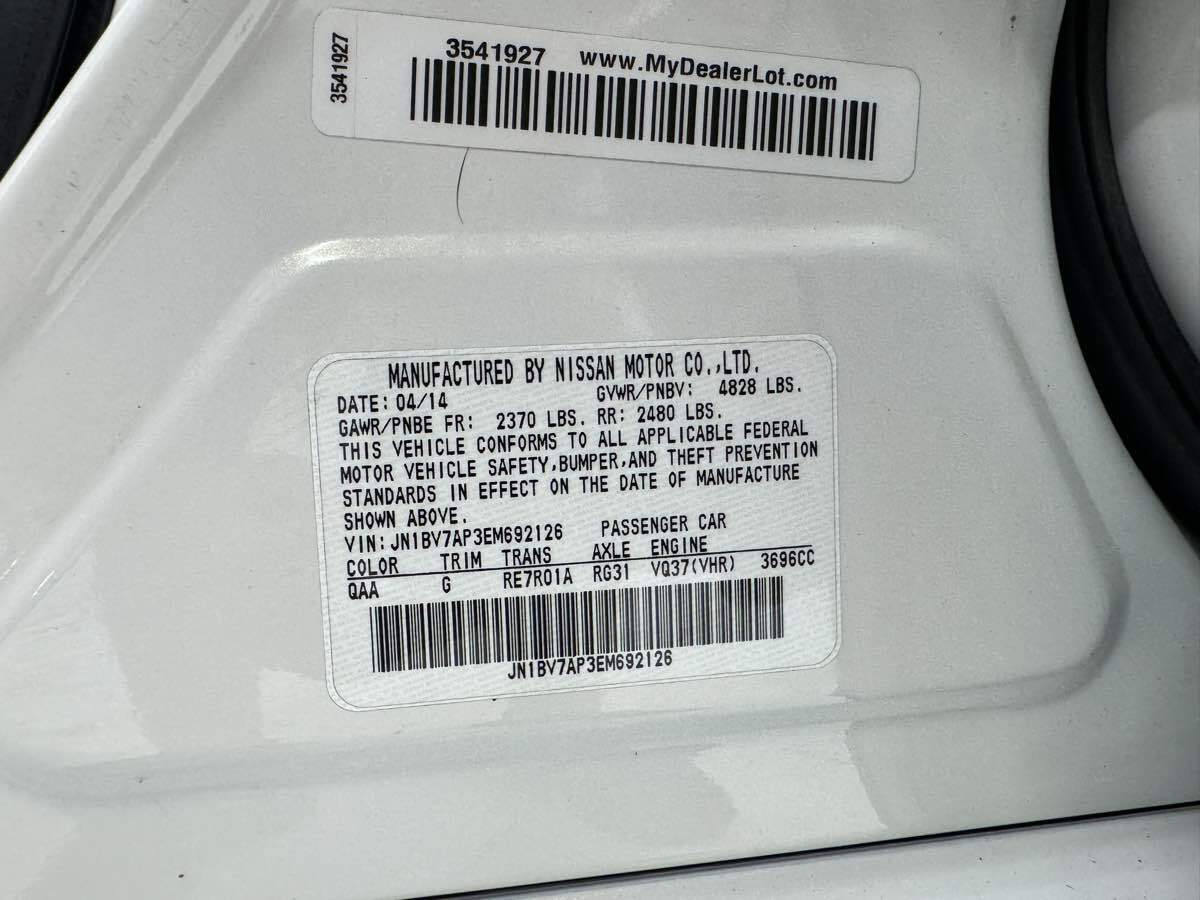 3541927
3541927 www.MyDealerLot.com
MANUFACTURED BY NISSAN MOTOR CO.,LTD.
DATE: 04/14 GVWR/PNBV: 4828 LBS.
GAWR/PNBE FR: 2370 LBS. RR: 2480 LBS.
THIS VEHICLE CONFORMS TO ALL APPLICABLE FEDERAL
MOTOR VEHICLE SAFETY,BUMPER,AND THEFT PREVENTION
STANDARDS IN EFFECT ON THE DATE OF MANUFACTURE
SHOWN ABOVE.
VIN: JN1BV7AP3EM692126 PASSENGER CAR
COLOR TRIM TRANS AXLE ENGINE
QAA G RE7R01A RG31 VQ37(VHR) 3696CC
JN1BV7AP3EM692126